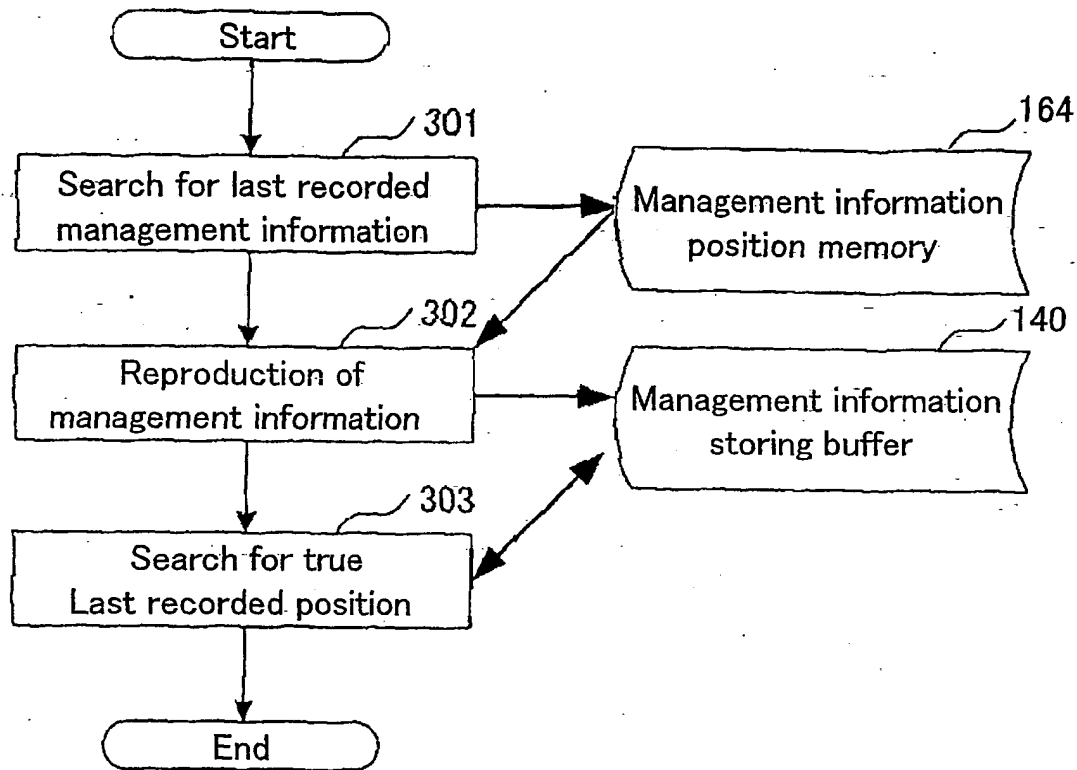 Start
301
164
Search for last recorded
management information
Management information
position memory
302
140
Reproduction of
management information
Management information
storing buffer
303
Search for true
Last recorded position
End